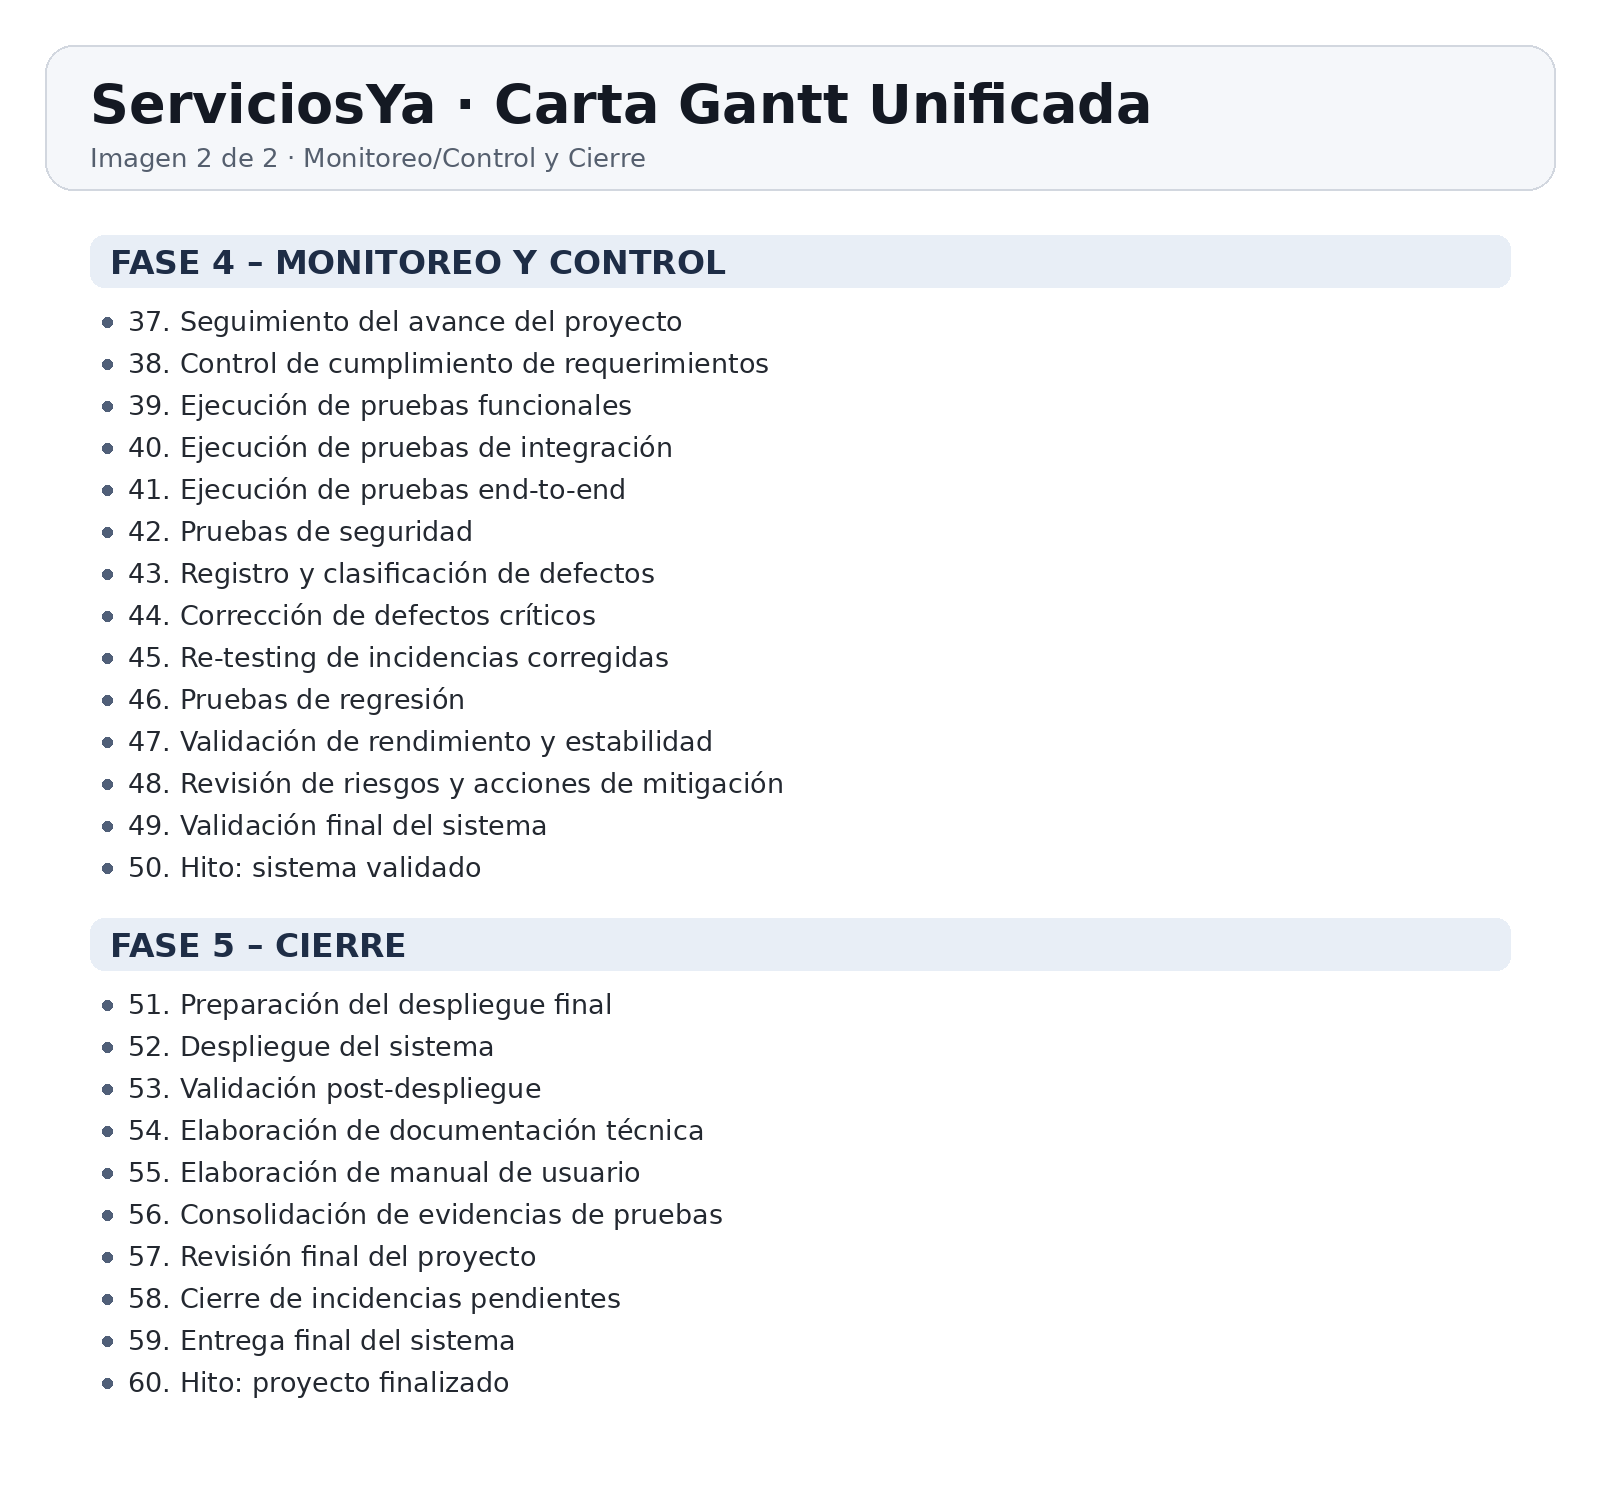 ServiciosYa · Carta Gantt Unificada
Imagen 2 de 2 · Monitoreo/Control y Cierre
FASE 4 – MONITOREO Y CONTROL
• 37. Seguimiento del avance del proyecto
• 38. Control de cumplimiento de requerimientos
• 39. Ejecución de pruebas funcionales
• 40. Ejecución de pruebas de integración
• 41. Ejecución de pruebas end-to-end
• 42. Pruebas de seguridad
• 43. Registro y clasificación de defectos
• 44. Corrección de defectos críticos
• 45. Re-testing de incidencias corregidas
• 46. Pruebas de regresión
• 47. Validación de rendimiento y estabilidad
• 48. Revisión de riesgos y acciones de mitigación
• 49. Validación final del sistema
• 50. Hito: sistema validado
FASE 5 – CIERRE
• 51. Preparación del despliegue final
• 52. Despliegue del sistema
• 53. Validación post-despliegue
• 54. Elaboración de documentación técnica
• 55. Elaboración de manual de usuario
• 56. Consolidación de evidencias de pruebas
• 57. Revisión final del proyecto
• 58. Cierre de incidencias pendientes
• 59. Entrega final del sistema
• 60. Hito: proyecto finalizado